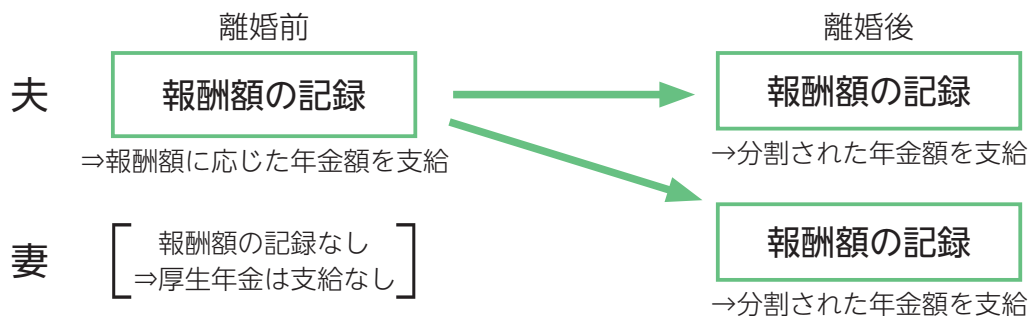 離婚前
離婚後
夫
報酬額の記録
報酬額の記録
⇒報酬額に応じた年金額を支給
→分割された年金額を支給
妻
報酬額の記録なし
⇒厚生年金は支給なし
報酬額の記録
→分割された年金額を支給